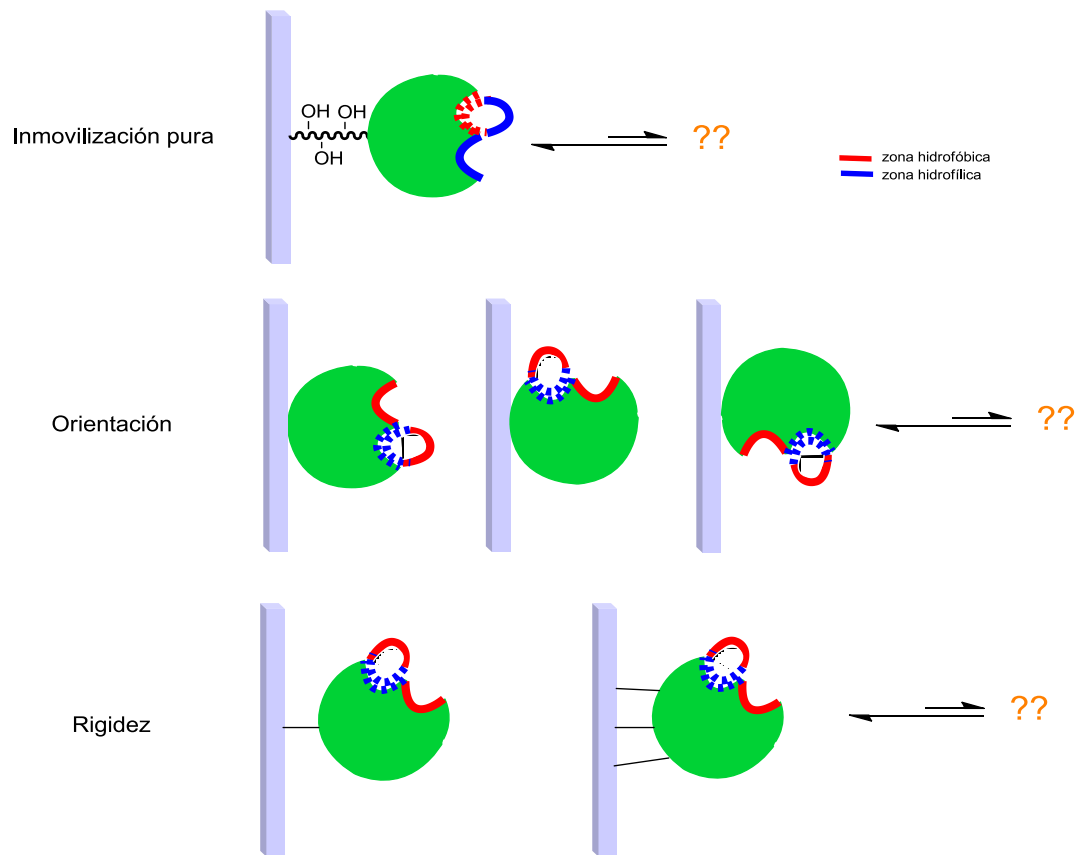 OH OH
OH
Inmovilización pura
??
zona hidrofóbica
zona hidrofílica
Orientación
??
Rigidez
??